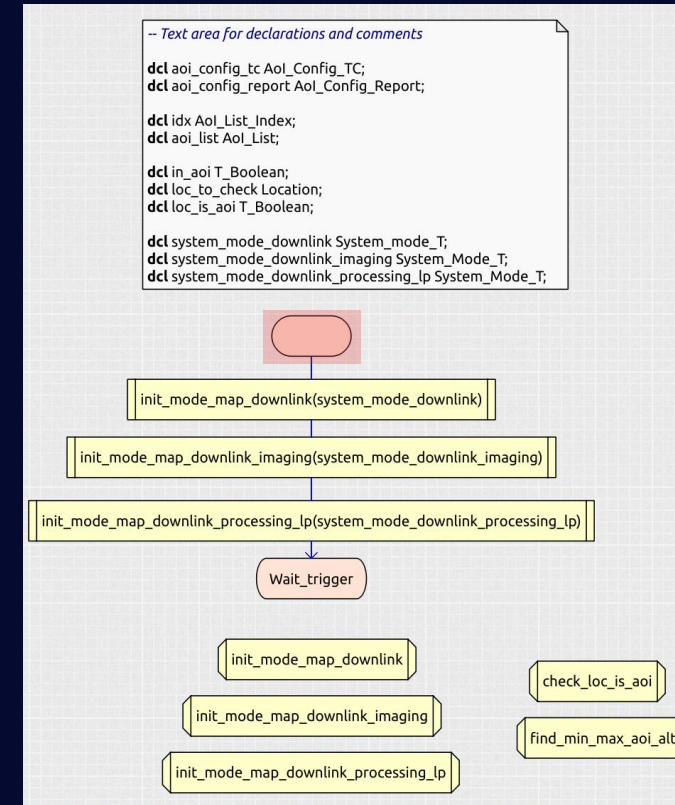 -- Text area for declarations and comments
dcl aoi_config_tc AoI_Config_TC;
dcl aoi_config_report AoI_Config_Report;
dcl idx AoI_List_Index;
dcl aoi_list AoI_List;
dcl in_aoi T_Boolean;
dcl loc_to_check Location;
dcl loc_is_aoi T_Boolean;
dcl system_mode_downlink System_mode_T;
dcl system_mode_downlink_imaging System_Mode_T;
dcl system_mode_downlink_processing_lp System_Mode_T;
init_mode_map_downlink(system_mode_downlink)
init_mode_map_downlink_imaging(system_mode_downlink_imaging)
init_mode_map_downlink_processing_lp(system_mode_downlink_processing_lp)
Wait_trigger
init_mode_map_downlink
check_loc_is_aoi
init_mode_map_downlink_imaging
find_min_max_aoi_alt
init_mode_map_downlink_processing_lp